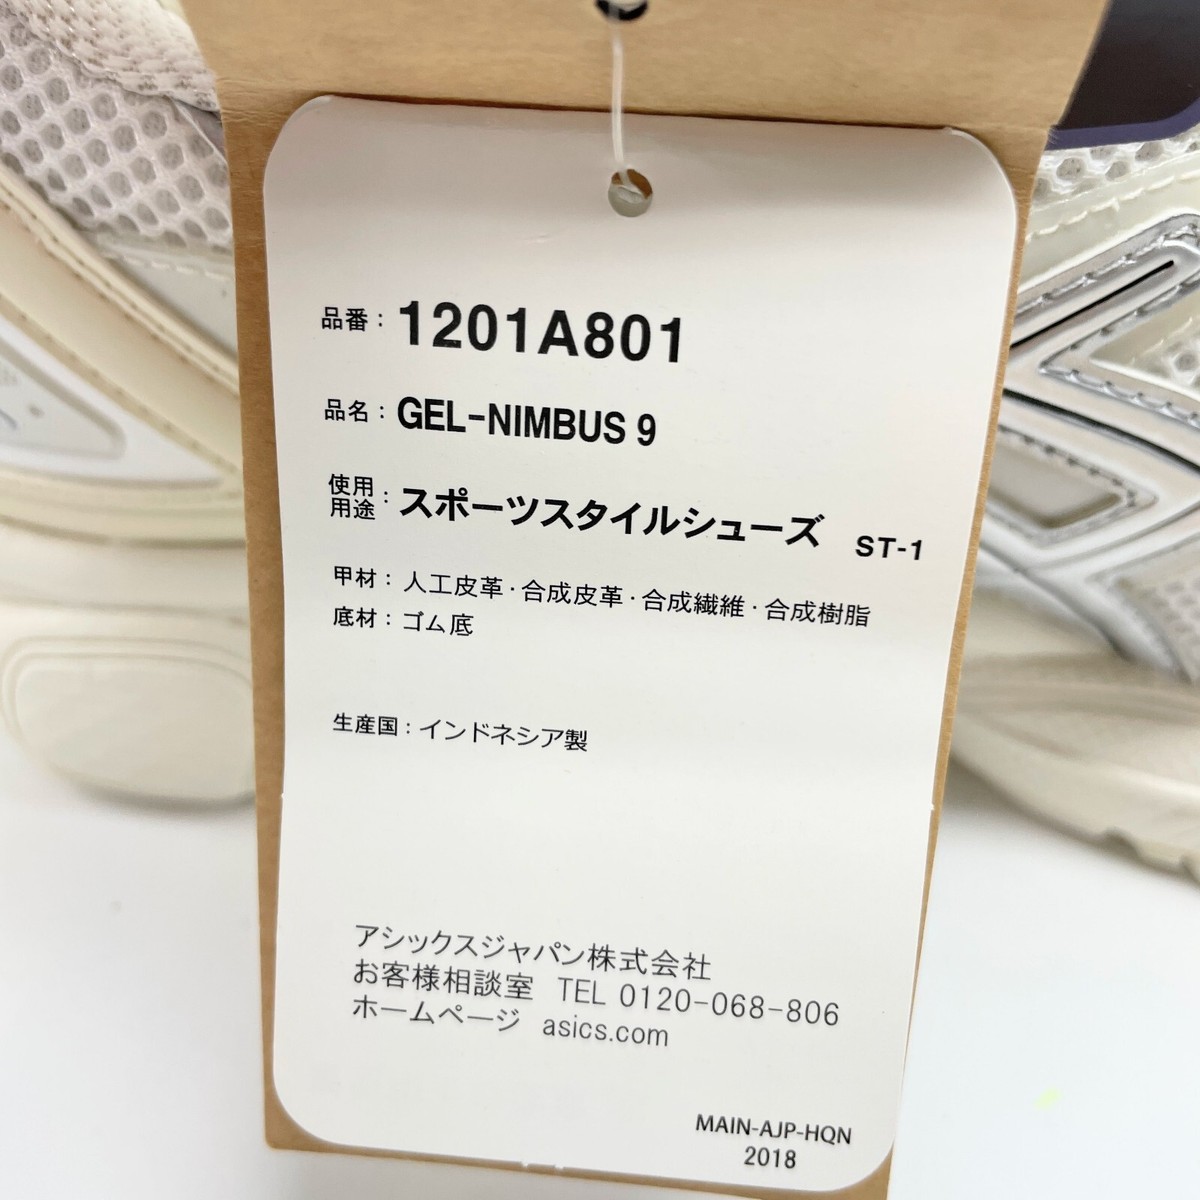 品番：1201A801
品名：GEL-NIMBUS 9
使用用途：スポーツスタイルシューズ ST-1
甲材：人工皮革・合成皮革・合成繊維・合成樹脂
底材：ゴム底
生産国：インドネシア製
アシックスジャパン株式会社
お客様相談室 TEL 0120-068-806
ホームページ asics.com
MAIN-AJP-HQN
2018